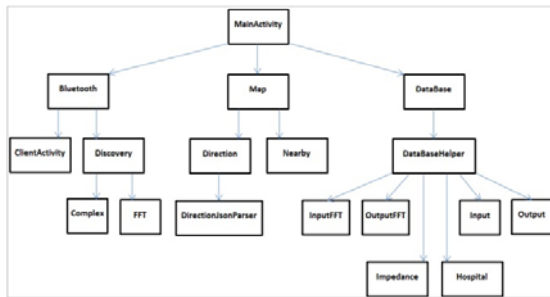 MainActivity
Bluetooth
Map
DataBase
ClientActivity
Discovery
Direction
Nearby
DataBaseHelper
Complex
FFT
DirectionJsonParser
InputFFT
OutputFFT
Input
Output
Impedance
Hospital